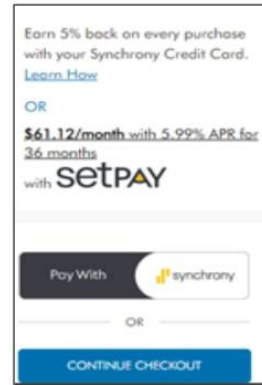 Earn 5% back on every purchase
with your Synchrony Credit Card.
Learn How
OR
$61.12/month with 5.99% APR for
36 months
with SetPAY
Pay With synchrony
OR
CONTINUE CHECKOUT